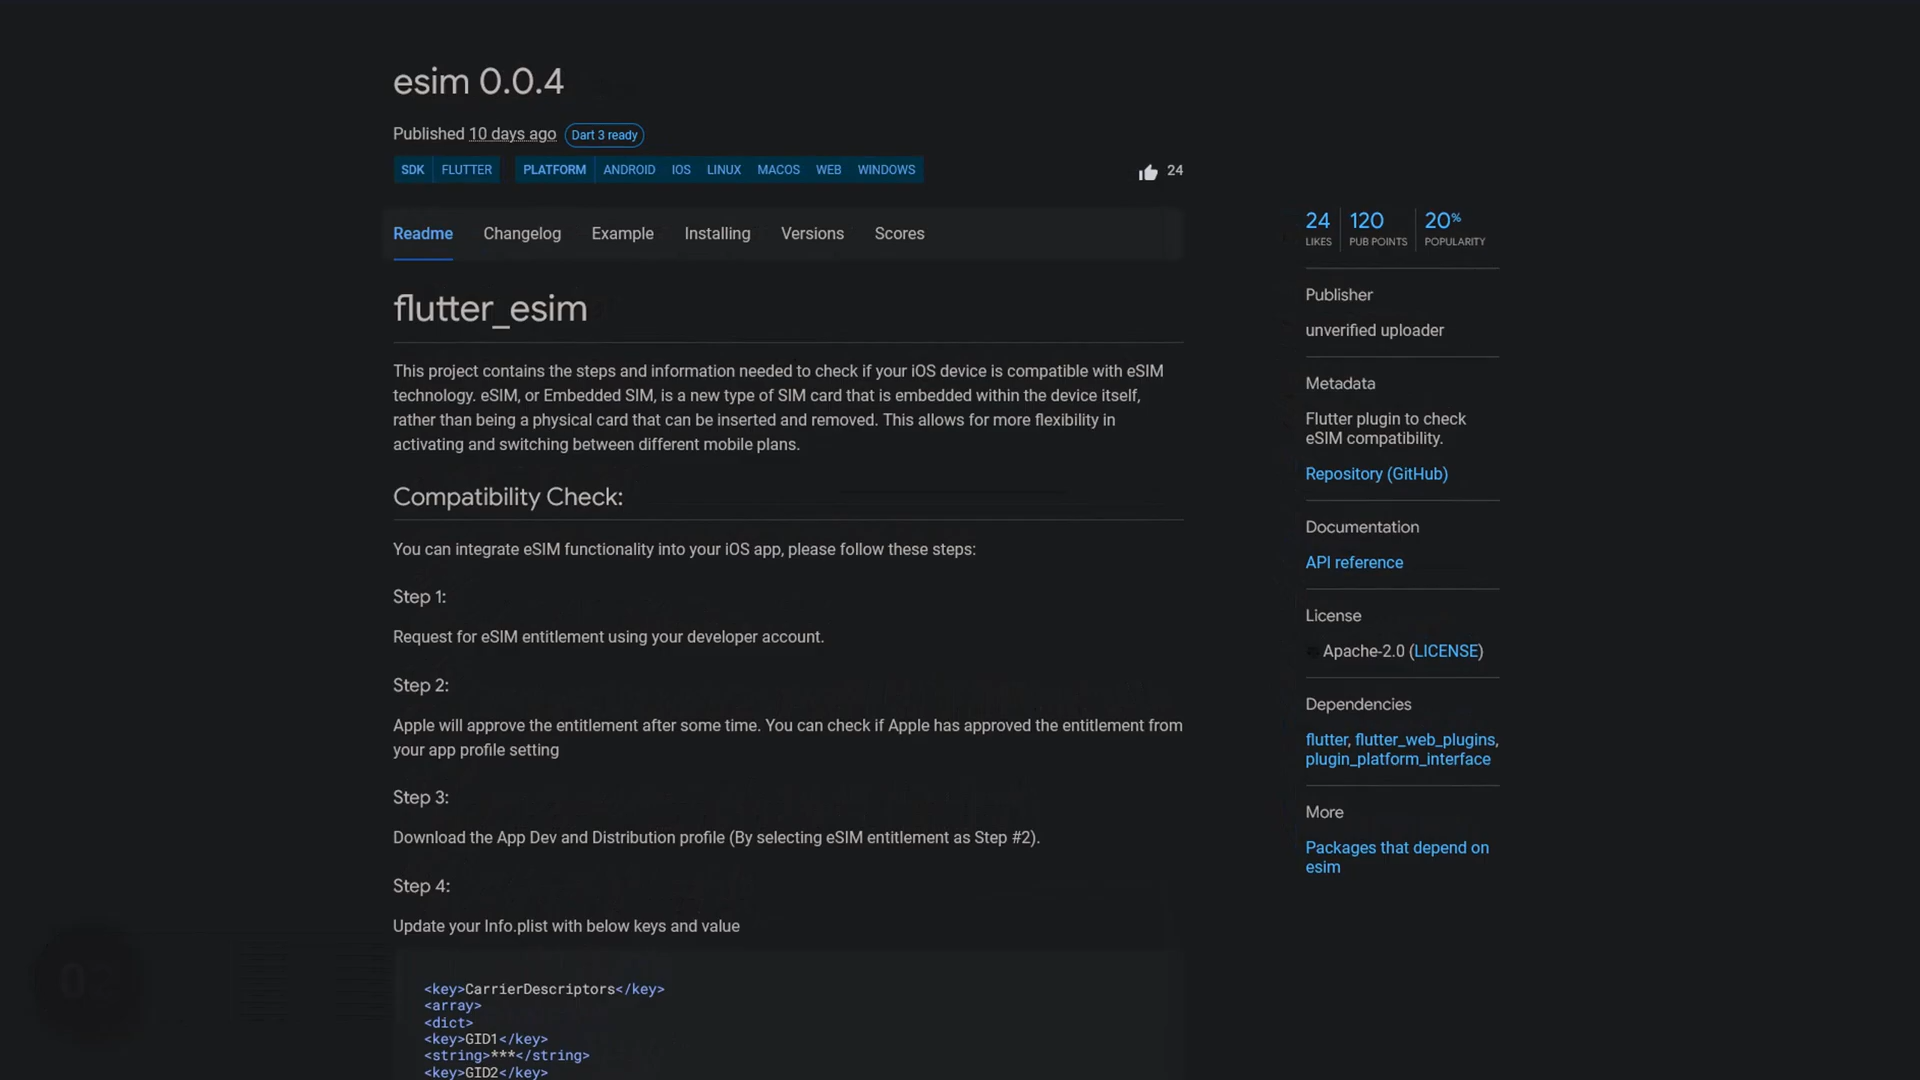 esim 0.0.4
Published 10 days ago Dart 3 ready
SDK FLUTTER PLATFORM ANDROID IOS LINUX MACOS WEB WINDOWS
24
Readme Changelog Example Installing Versions Scores
flutter_esim
This project contains the steps and information needed to check if your iOS device is compatible with eSIM
technology. eSIM, or Embedded SIM, is a new type of SIM card that is embedded within the device itself,
rather than being a physical card that can be inserted and removed. This allows for more flexibility in
activating and switching between different mobile plans.
Compatibility Check:
You can integrate eSIM functionality into your iOS app, please follow these steps:
Step 1:
Request for eSIM entitlement using your developer account.
Step 2:
Apple will approve the entitlement after some time. You can check if Apple has approved the entitlement from
your app profile setting
Step 3:
Download the App Dev and Distribution profile (By selecting eSIM entitlement as Step #2).
Step 4:
Update your Info.plist with below keys and value
<key>CarrierDescriptors</key>
<array>
<dict>
<key>GID1</key>
<string>***</string>
<key>GID2</key>
24 120 20%
LIKES PUB POINTS POPULARITY
Publisher
unverified uploader
Metadata
Flutter plugin to check
eSIM compatibility.
Repository (GitHub)
Documentation
API reference
License
Apache-2.0 (LICENSE)
Dependencies
flutter, flutter_web_plugins,
plugin_platform_interface
More
Packages that depend on
esim